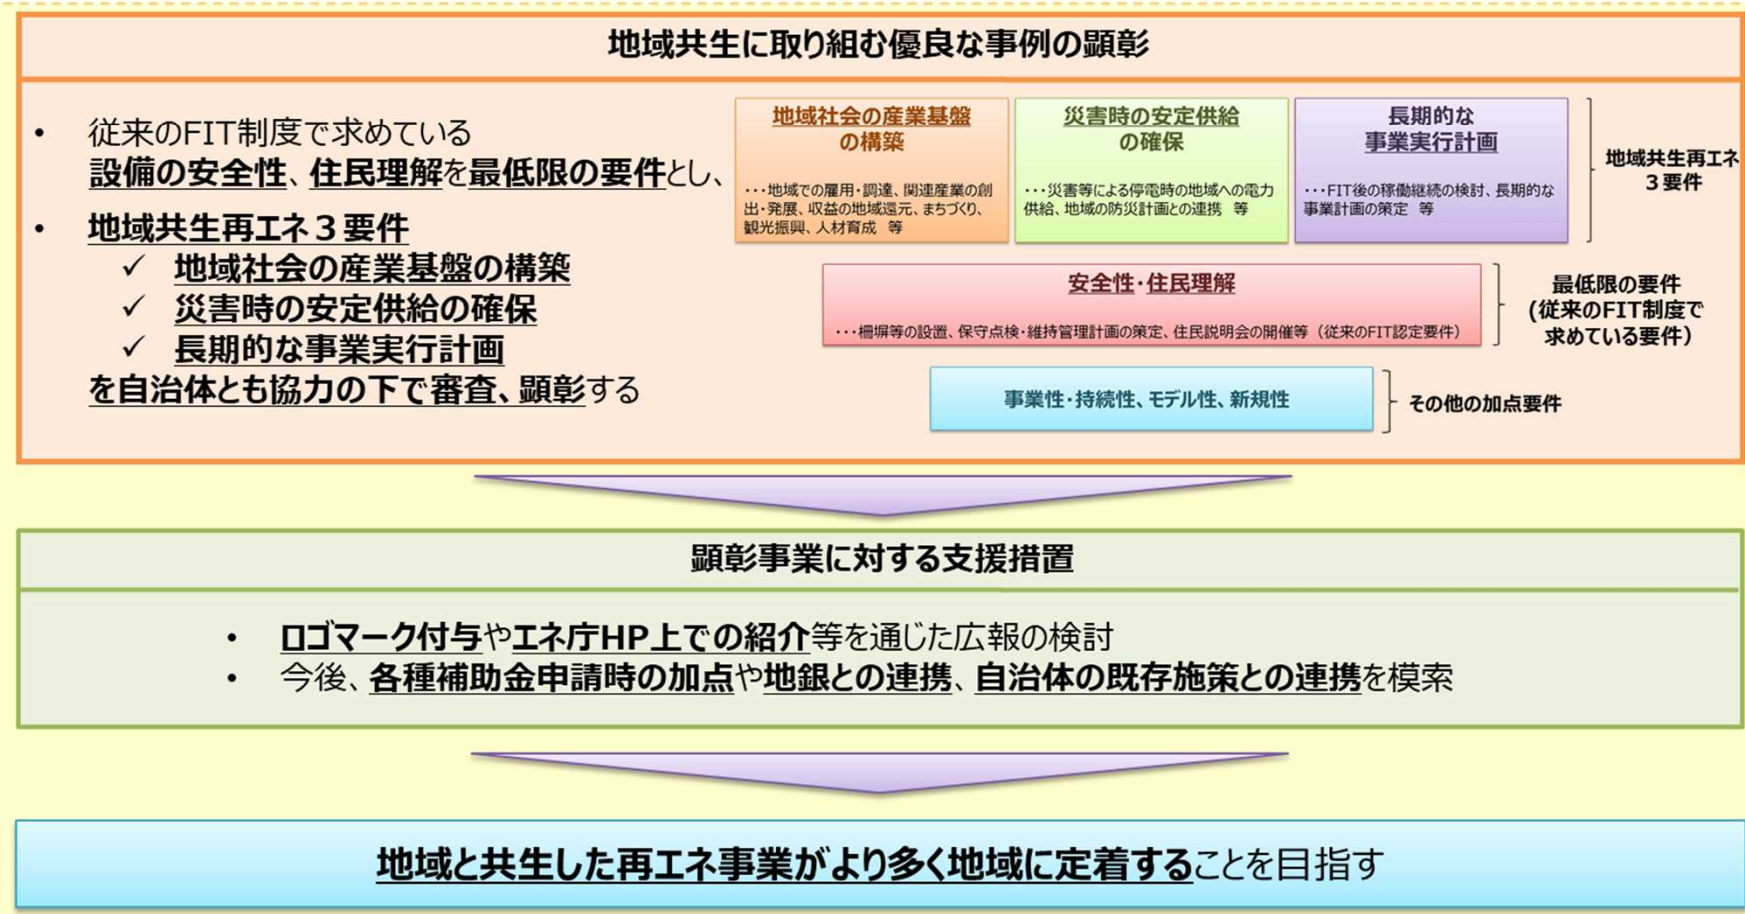 地域共生に取り組む優良な事例の顕彰
• 従来のFIT制度で求めている
設備の安全性、住民理解を最低限の要件とし、
• 地域共生再エネ３要件
✓ 地域社会の産業基盤の構築
✓ 災害時の安定供給の確保
✓ 長期的な事業実行計画
を自治体とも協力の下で審査、顕彰する
地域社会の産業基盤
の構築
･･･地域での雇用・調達、関連産業の創
出・発展、収益の地域還元、まちづくり、
観光振興、人材育成 等
災害時の安定供給
の確保
･･･災害等による停電時の地域への電力
供給、地域の防災計画との連携 等
長期的な
事業実行計画
･･･FIT後の稼働継続の検討、長期的な
事業計画の策定 等
地域共生再エネ
３要件
安全性・住民理解
･･･柵塀等の設置、保守点検・維持管理計画の策定、住民説明会の開催等（従来のFIT認定要件）
最低限の要件
(従来のFIT制度で
求めている要件）
事業性・持続性、モデル性、新規性
その他の加点要件
顕彰事業に対する支援措置
• ロゴマーク付与やエネ庁HP上での紹介等を通じた広報の検討
• 今後、各種補助金申請時の加点や地銀との連携、自治体の既存施策との連携を模索
地域と共生した再エネ事業がより多く地域に定着することを目指す